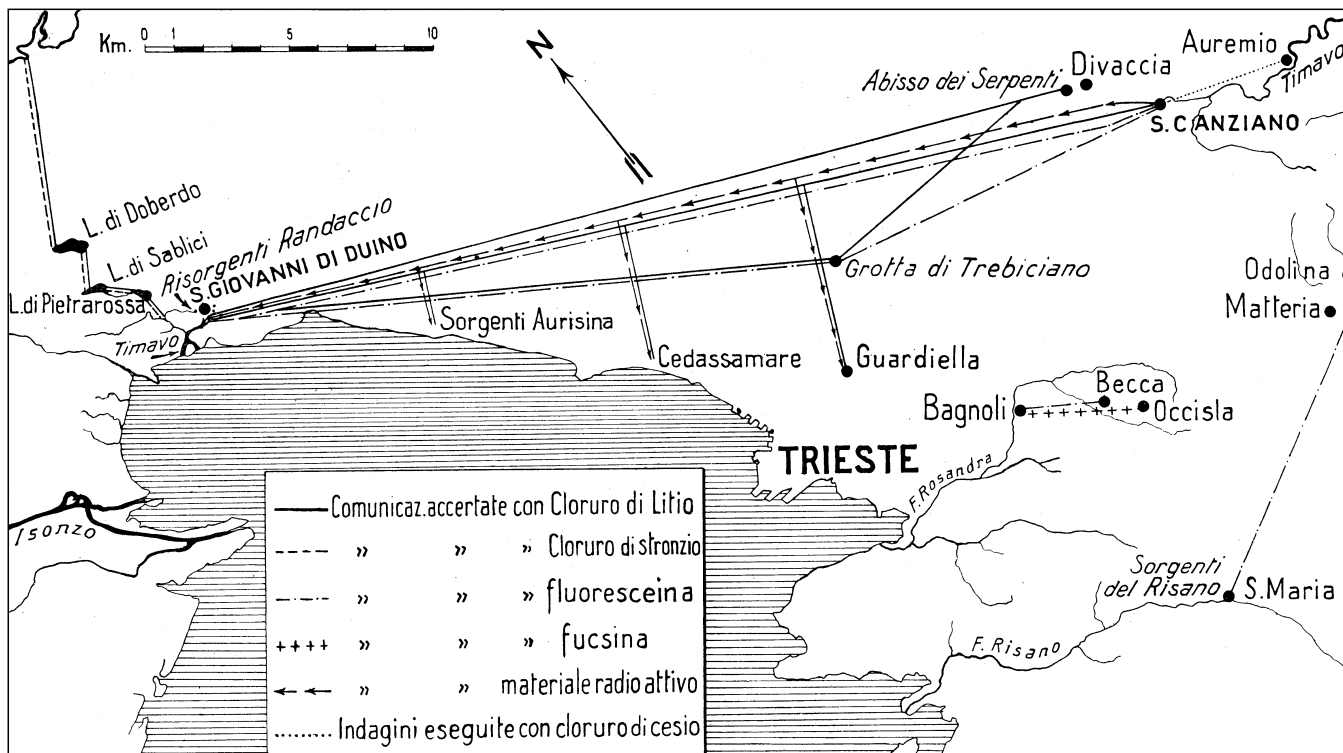 Km. 0 1 5 10
N
Auremio
Timavo
Abisso dei Serpenti
Divaccia
S. CANZIANO
L. di Doberdo
L. di Sablici
Risorgenti Randaccio
S. GIOVANNI DI DUINO
L. di Pietrarossa
Timavo
Grotta di Trebiciano
Odolina
Matteria
Sorgenti Aurisina
Cedassamare
Guardiella
Becca
Bagnoli
Occisla
TRIESTE
F. Rosandra
Isonzo
Sorgenti
del Risano
S. Maria
F. Risano
Comunicaz. accertate con Cloruro di Litio
» » » Cloruro di stronzio
» » » fluoresceina
» » » fucsina
» » materiale radio attivo
Indagini eseguite con cloruro di cesio